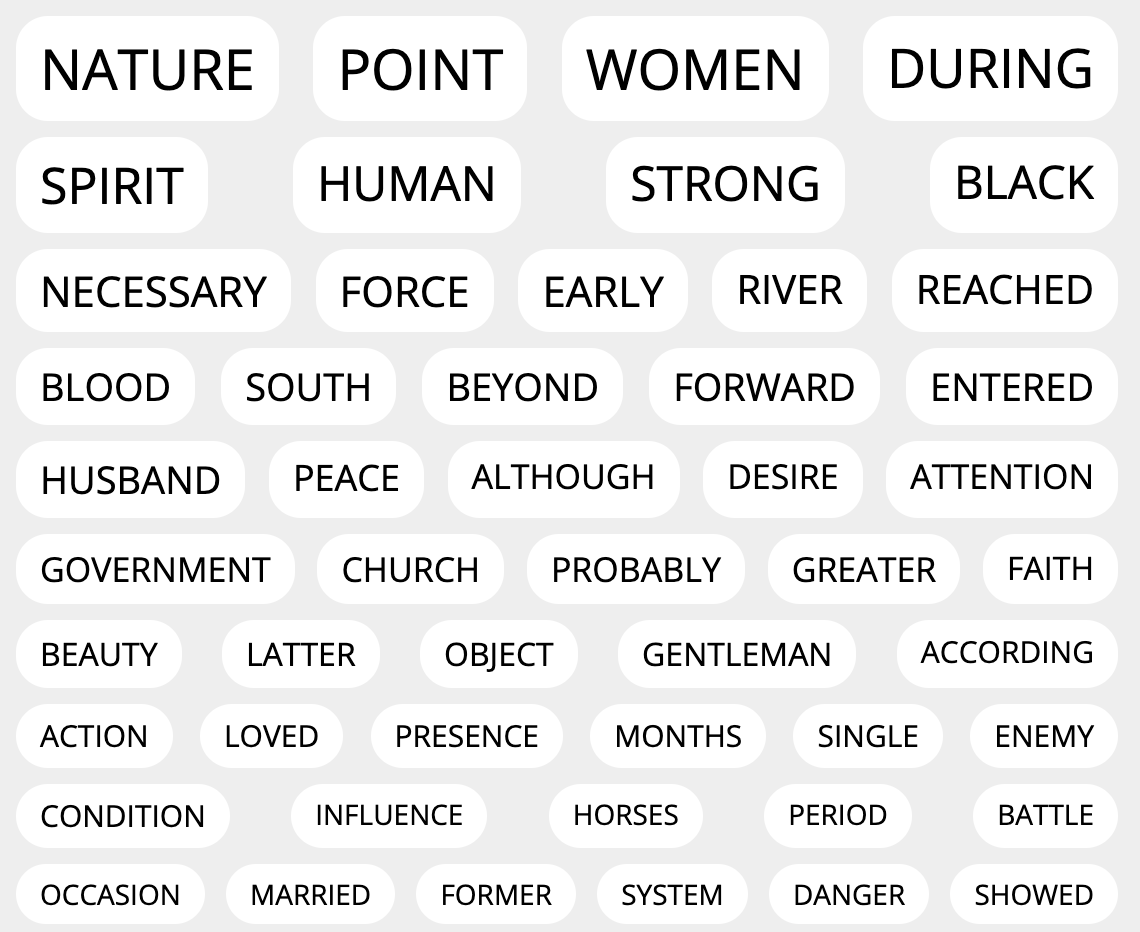 NATURE POINT WOMEN DURING
SPIRIT HUMAN STRONG BLACK
NECESSARY FORCE EARLY RIVER REACHED
BLOOD SOUTH BEYOND FORWARD ENTERED
HUSBAND PEACE ALTHOUGH DESIRE ATTENTION
GOVERNMENT CHURCH PROBABLY GREATER FAITH
BEAUTY LATTER OBJECT GENTLEMAN ACCORDING
ACTION LOVED PRESENCE MONTHS SINGLE ENEMY
CONDITION INFLUENCE HORSES PERIOD BATTLE
OCCASION MARRIED FORMER SYSTEM DANGER SHOWED